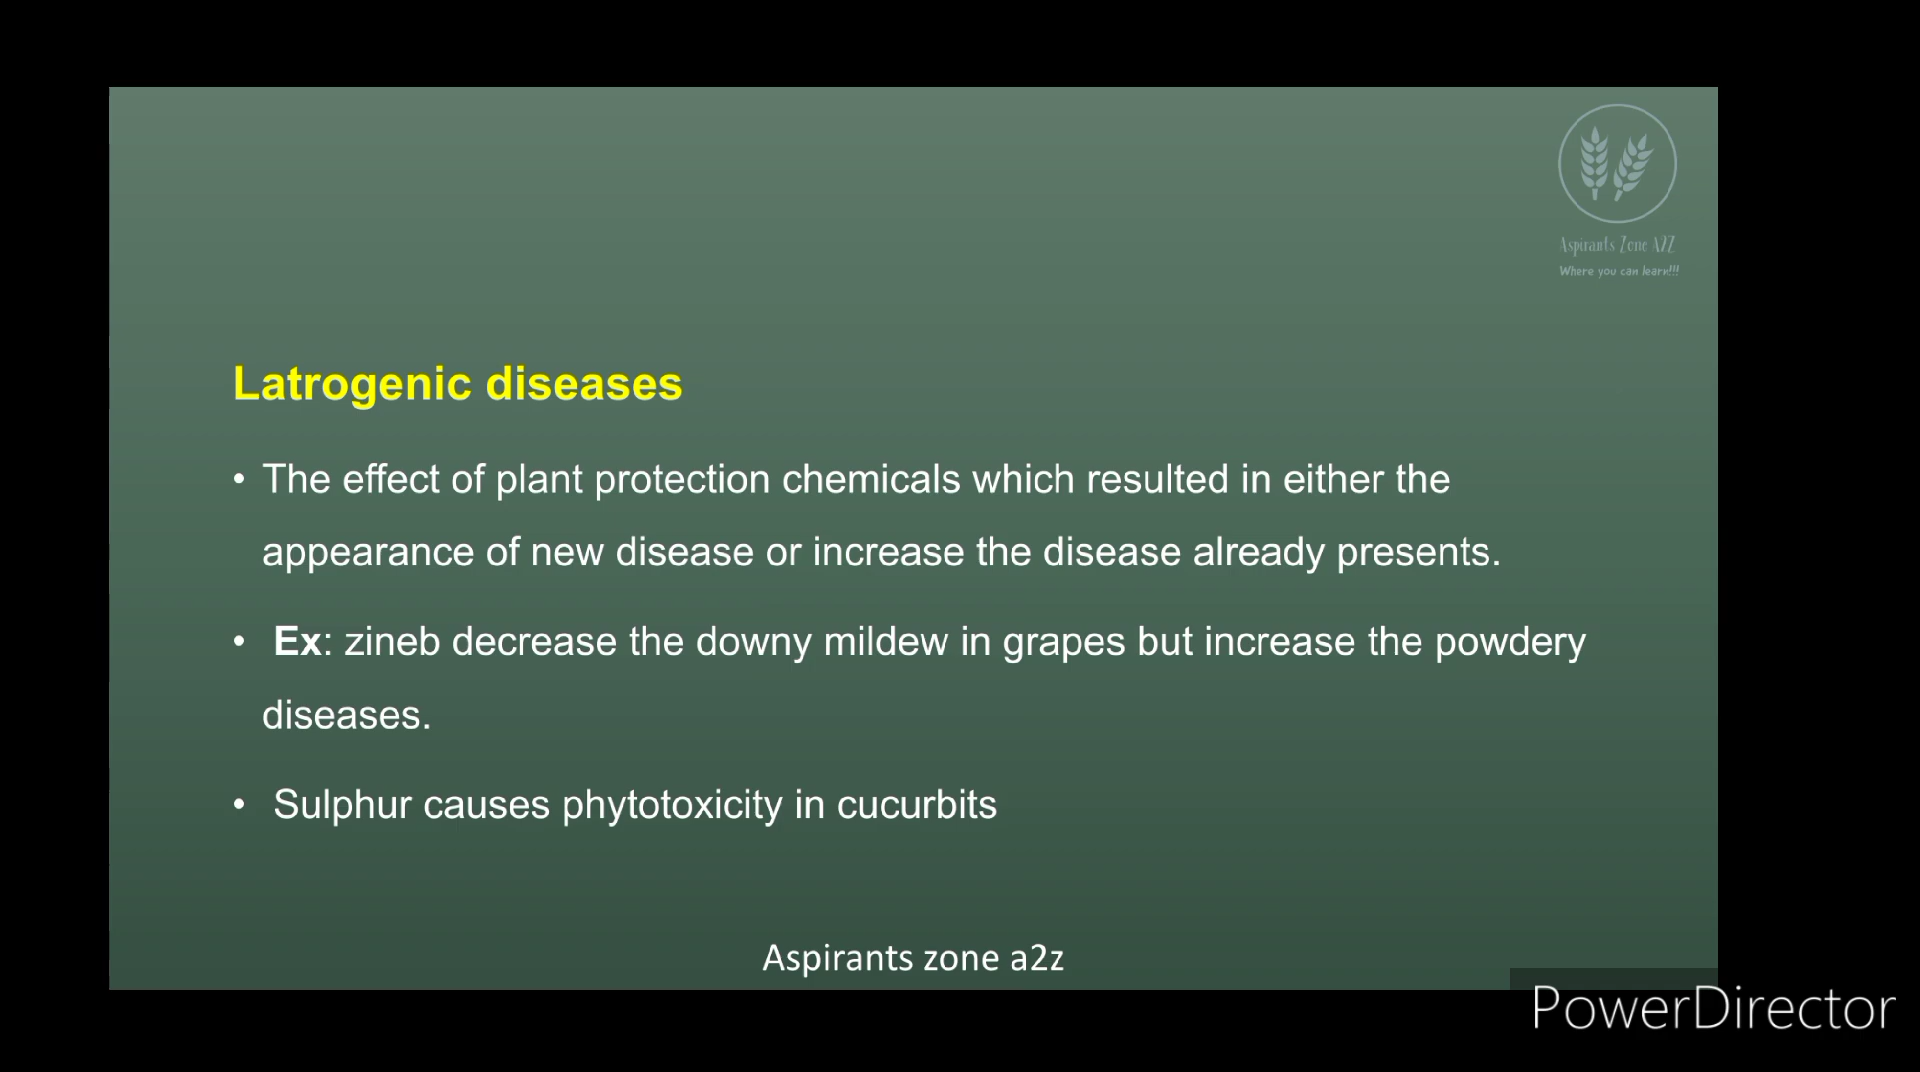 Aspirants Zone A2Z
Where you can learn!!!
Latrogenic diseases
• The effect of plant protection chemicals which resulted in either the
appearance of new disease or increase the disease already presents.
• Ex: zineb decrease the downy mildew in grapes but increase the powdery
diseases.
• Sulphur causes phytotoxicity in cucurbits
Aspirants zone a2z
PowerDirector